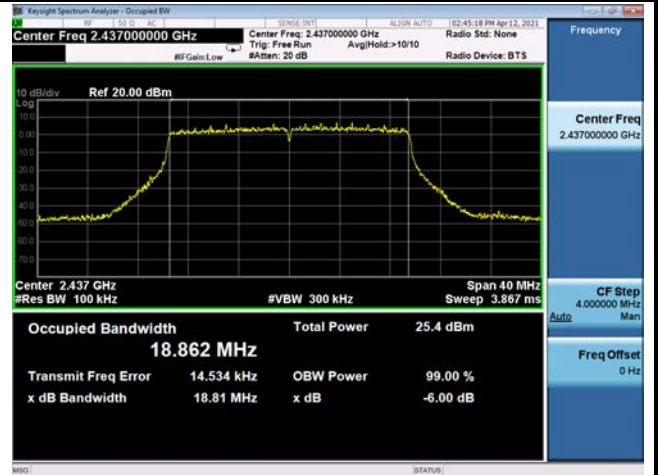 Keysight Spectrum Analyzer - Occupied BW
RF 50 Ω AC SENSE:INT ALIGN AUTO 02:45:18 PM Apr 12, 2021
Center Freq 2.437000000 GHz
Center Freq: 2.437000000 GHz
Radio Std: None
Trig: Free Run Avg|Hold:>10/10
#IFGain:Low #Atten: 20 dB Radio Device: BTS
Frequency
10 dB/div Ref 20.00 dBm
Log
10.0
0.00
-10.0
-20.0
-30.0
-40.0
-50.0
-60.0
-70.0
Center Freq
2.437000000 GHz
Center 2.437 GHz Span 40 MHz
#Res BW 100 kHz #VBW 300 kHz Sweep 3.867 ms
CF Step
4.000000 MHz
Auto Man
Occupied Bandwidth Total Power 25.4 dBm
18.862 MHz
Transmit Freq Error 14.534 kHz OBW Power 99.00 %
x dB Bandwidth 18.81 MHz x dB -6.00 dB
Freq Offset
0 Hz
MSG STATUS